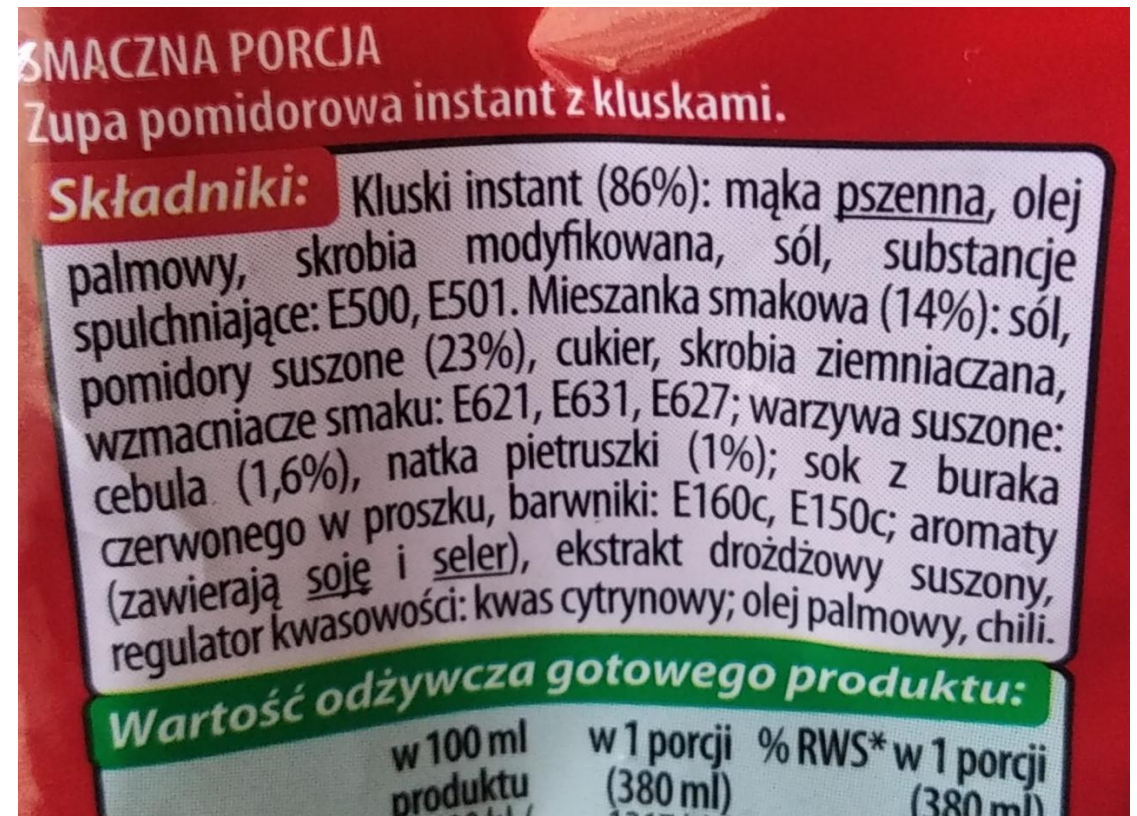 SMACZNA PORCJA
Zupa pomidorowa instant z kluskami.
Składniki: Kluski instant (86%): mąka pszenna, olej
palmowy, skrobia modyfikowana, sól, substancje
spulchniające: E500, E501. Mieszanka smakowa (14%): sól,
pomidory suszone (23%), cukier, skrobia ziemniaczana,
wzmacniacze smaku: E621, E631, E627; warzywa suszone:
cebula (1,6%), natka pietruszki (1%); sok z buraka
czerwonego w proszku, barwniki: E160c, E150c; aromaty
(zawierają soję i seler), ekstrakt drożdżowy suszony,
regulator kwasowości: kwas cytrynowy; olej palmowy, chili.
Wartość odżywcza gotowego produktu:
w 100 ml w 1 porcji % RWS* w 1 porcji
produktu (380 ml) (380 ml)